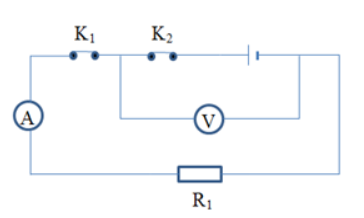 K₁ K₂
A V
R₁